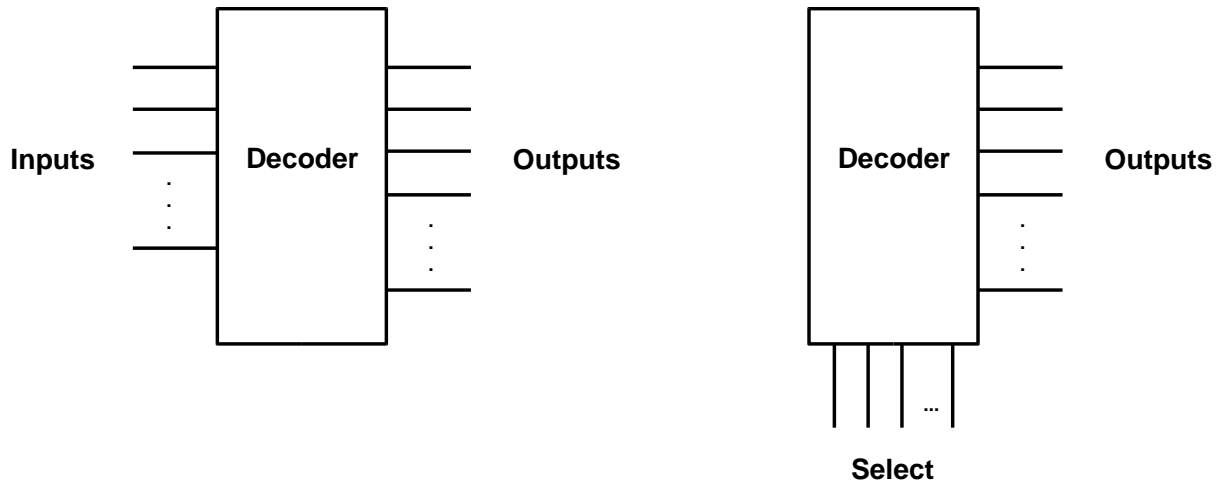 Inputs
Decoder
Outputs
Decoder
Outputs
...
Select